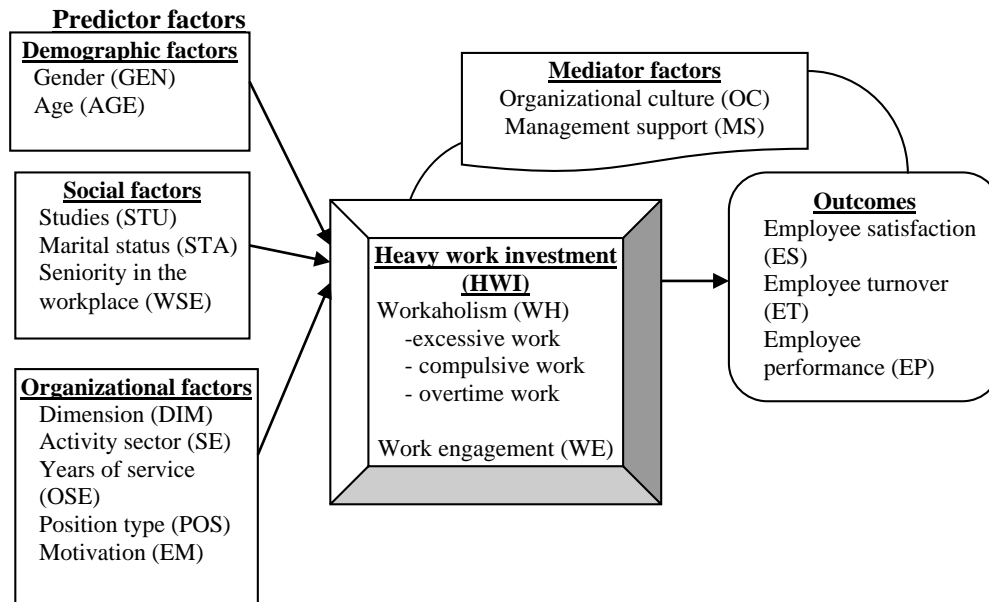 Predictor factors
Demographic factors
Gender (GEN)
Age (AGE)
Social factors
Studies (STU)
Marital status (STA)
Seniority in the
workplace (WSE)
Organizational factors
Dimension (DIM)
Activity sector (SE)
Years of service
(OSE)
Position type (POS)
Motivation (EM)
Mediator factors
Organizational culture (OC)
Management support (MS)
Heavy work investment
(HWI)
Workaholism (WH)
-excessive work
- compulsive work
- overtime work
Work engagement (WE)
Outcomes
Employee satisfaction
(ES)
Employee turnover
(ET)
Employee
performance (EP)